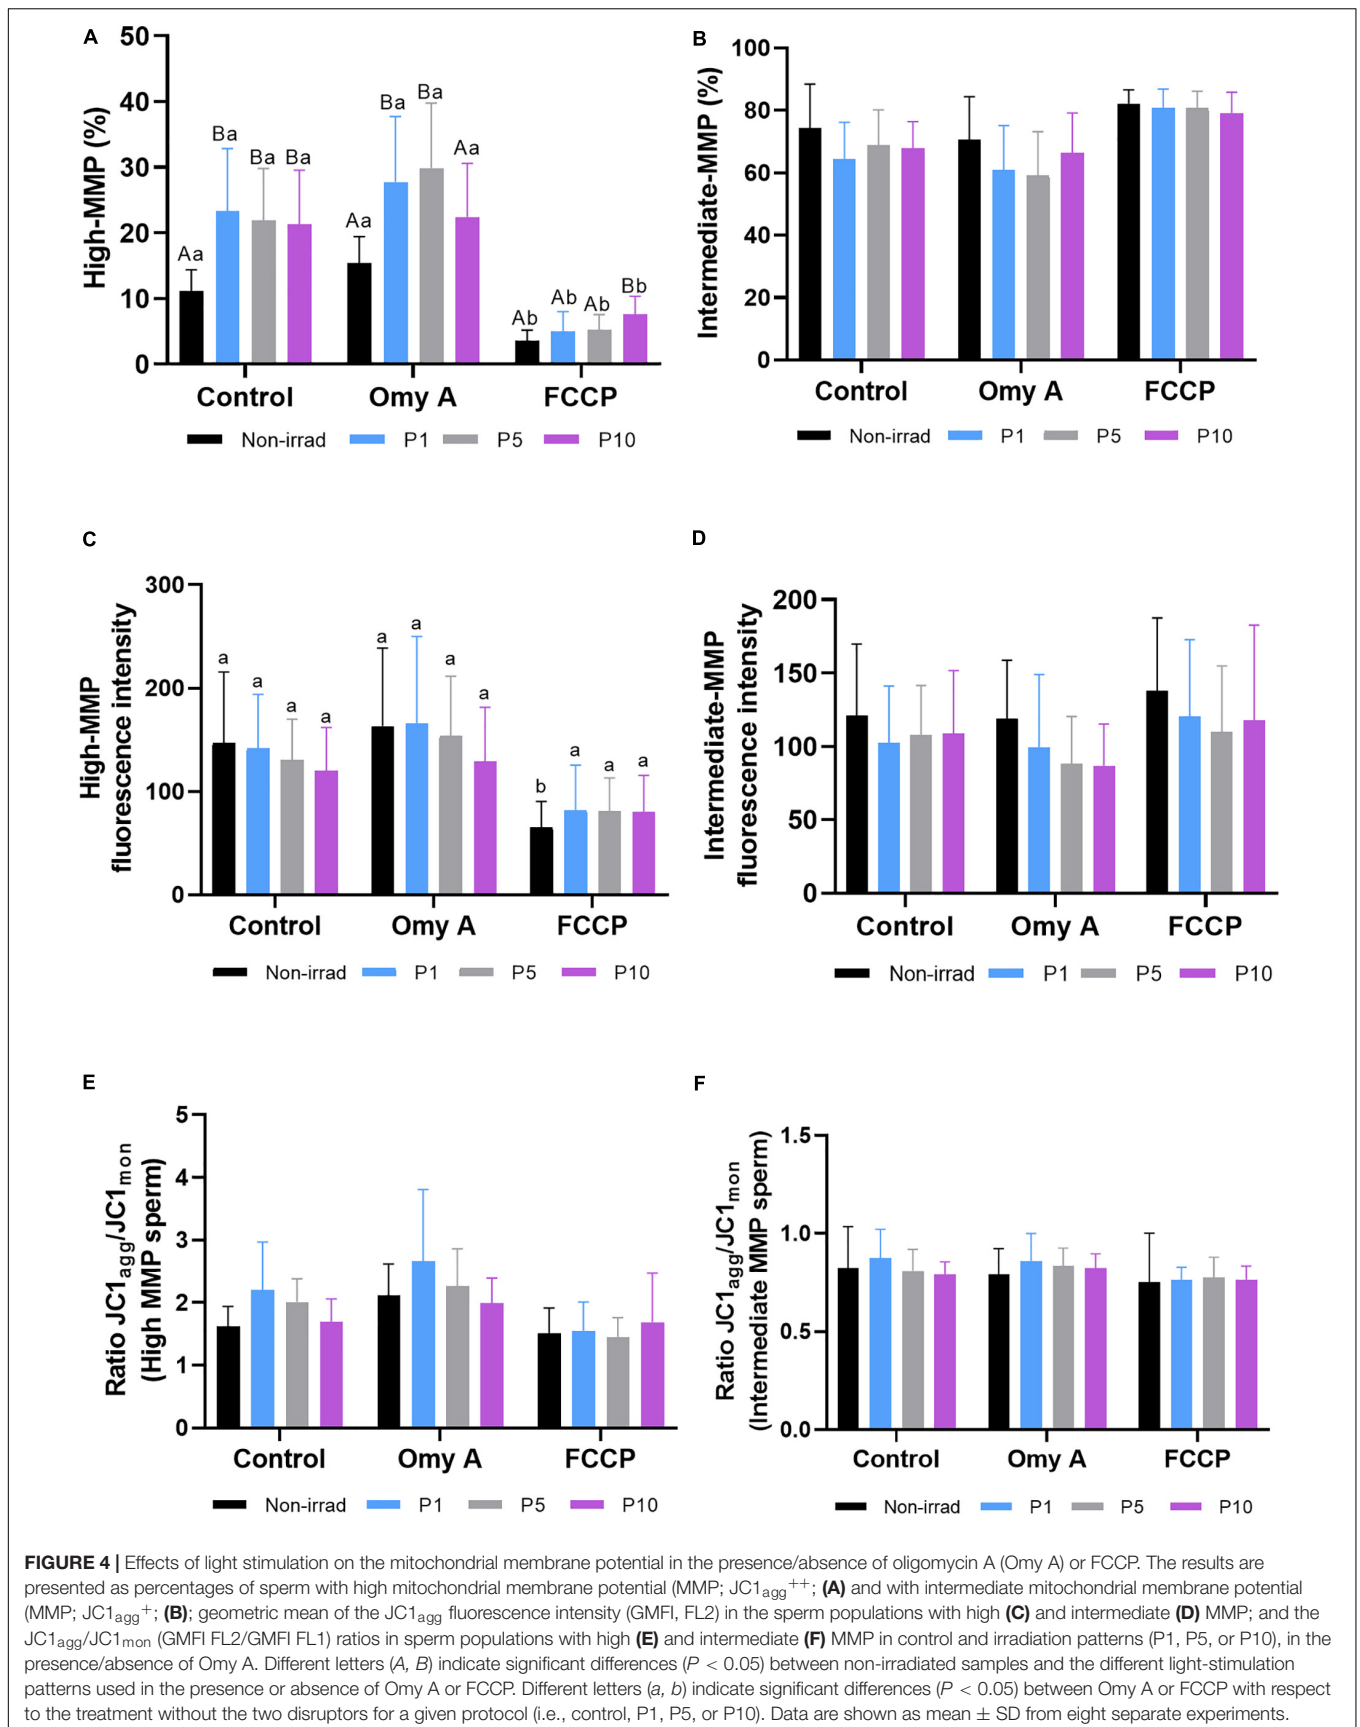 A
High-MMP (%)
50
40
30
20
10
0
Aa
Ba
Ba
Ba
Aa
Ba
Ba
Aa
Ab
Ab
Ab
Bb
Control
Omy A
FCCP
Non-irrad
P1
P5
P10
B
Intermediate-MMP (%)
100
80
60
40
20
0
Control
Omy A
FCCP
Non-irrad
P1
P5
P10
C
High-MMP
fluorescence intensity
300
200
100
0
a
a
a
a
a
a
a
a
b
a
a
a
Control
Omy A
FCCP
Non-irrad
P1
P5
P10
D
Intermediate-MMP
fluorescence intensity
200
150
100
50
0
Control
Omy A
FCCP
Non-irrad
P1
P5
P10
E
Ratio JC1agg/JC1mon
(High MMP sperm)
5
4
3
2
1
0
Control
Omy A
FCCP
Non-irrad
P1
P5
P10
F
Ratio JC1agg/JC1mon
(Intermediate MMP sperm)
1.5
1.0
0.5
0.0
Control
Omy A
FCCP
Non-irrad
P1
P5
P10
FIGURE 4 | Effects of light stimulation on the mitochondrial membrane potential in the presence/absence of oligomycin A (Omy A) or FCCP. The results are
presented as percentages of sperm with high mitochondrial membrane potential (MMP; JC1agg++; (A) and with intermediate mitochondrial membrane potential
(MMP; JC1agg+; (B); geometric mean of the JC1agg fluorescence intensity (GMFI, FL2) in the sperm populations with high (C) and intermediate (D) MMP; and the
JC1agg/JC1mon (GMFI FL2/GMFI FL1) ratios in sperm populations with high (E) and intermediate (F) MMP in control and irradiation patterns (P1, P5, or P10), in the
presence/absence of Omy A. Different letters (A, B) indicate significant differences (P < 0.05) between non-irradiated samples and the different light-stimulation
patterns used in the presence or absence of Omy A or FCCP. Different letters (a, b) indicate significant differences (P < 0.05) between Omy A or FCCP with respect
to the treatment without the two disruptors for a given protocol (i.e., control, P1, P5, or P10). Data are shown as mean ± SD from eight separate experiments.